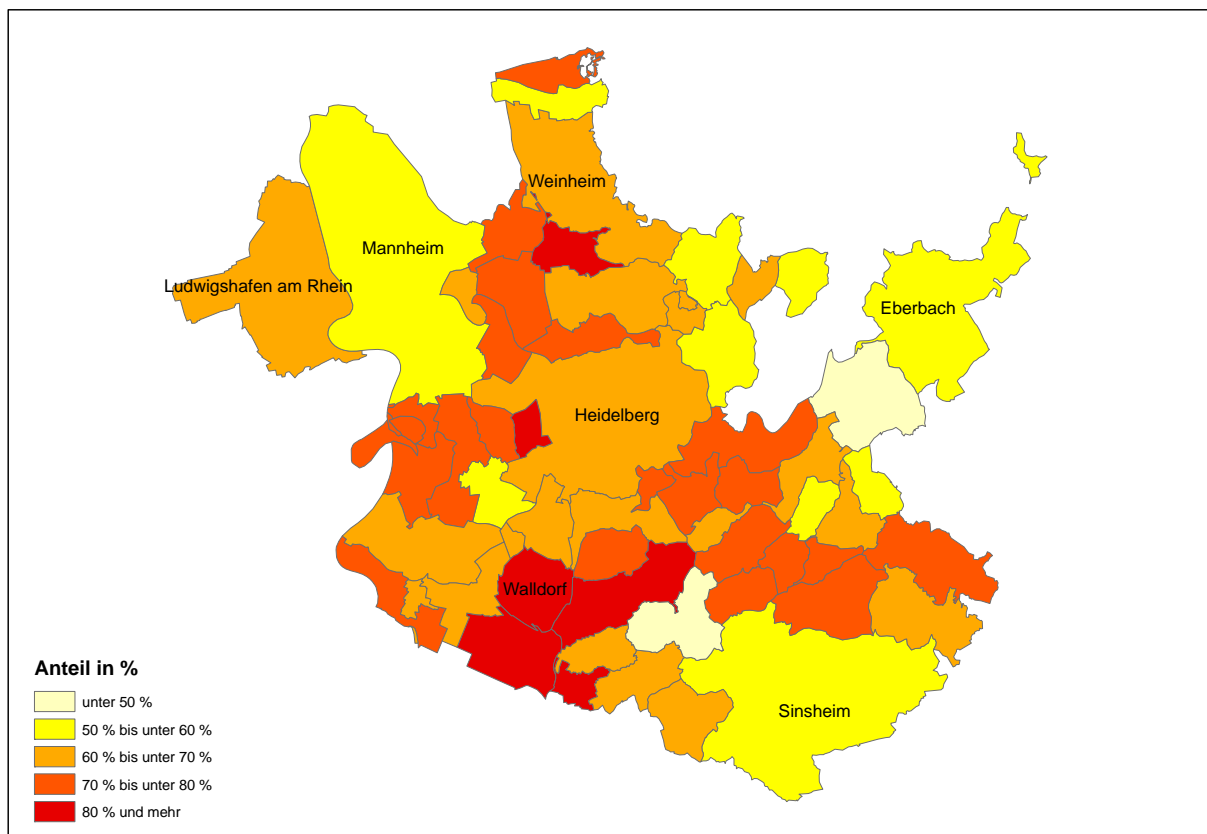 Weinheim
Mannheim
Ludwigshafen am Rhein
Eberbach
Heidelberg
Walldorf
Sinsheim
Anteil in %
unter 50 %
50 % bis unter 60 %
60 % bis unter 70 %
70 % bis unter 80 %
80 % und mehr